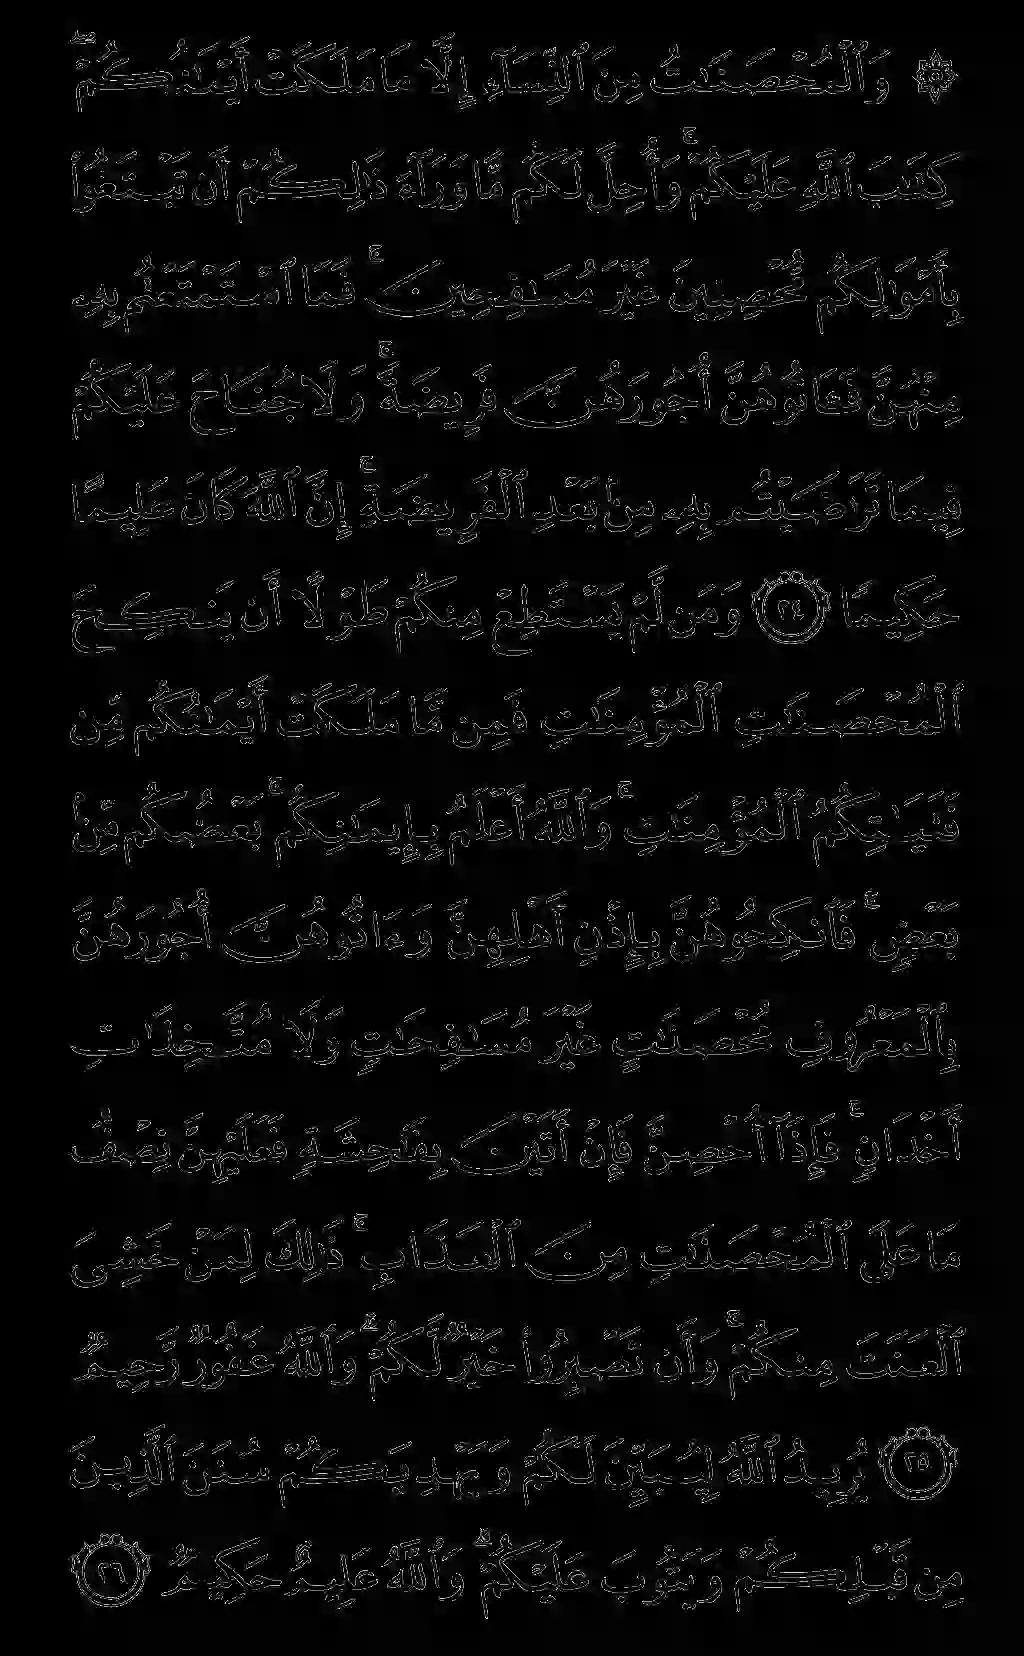 ۞ وَٱلْمُحْصَنَـٰتُ مِنَ ٱلنِّسَآءِ إِلَّا مَا مَلَكَتْ أَيْمَـٰنُكُمْ ۖ
كِتَـٰبَ ٱللَّهِ عَلَيْكُمْ ۚ وَأُحِلَّ لَكُم مَّا وَرَآءَ ذَٰلِكُمْ أَن تَبْتَغُوا۟
بِأَمْوَٰلِكُم مُّحْصِنِينَ غَيْرَ مُسَـٰفِحِينَ ۚ فَمَا ٱسْتَمْتَعْتُم بِهِۦ
مِنْهُنَّ فَـَٔاتُوهُنَّ أُجُورَهُنَّ فَرِيضَةً ۚ وَلَا جُنَاحَ عَلَيْكُمْ
فِيمَا تَرَٰضَيْتُم بِهِۦ مِنۢ بَعْدِ ٱلْفَرِيضَةِ ۚ إِنَّ ٱللَّهَ كَانَ عَلِيمًا
حَكِيمًا ٢٤ وَمَن لَّمْ يَسْتَطِعْ مِنكُمْ طَوْلًا أَن يَنكِحَ
ٱلْمُحْصَنَـٰتِ ٱلْمُؤْمِنَـٰتِ فَمِن مَّا مَلَكَتْ أَيْمَـٰنُكُم مِّن
فَتَيَـٰتِكُمُ ٱلْمُؤْمِنَـٰتِ ۚ وَٱللَّهُ أَعْلَمُ بِإِيمَـٰنِكُم ۚ بَعْضُكُم مِّنۢ
بَعْضٍ ۚ فَٱنكِحُوهُنَّ بِإِذْنِ أَهْلِهِنَّ وَءَاتُوهُنَّ أُجُورَهُنَّ
بِٱلْمَعْرُوفِ مُحْصَنَـٰتٍ غَيْرَ مُسَـٰفِحَـٰتٍ وَلَا مُتَّخِذَٰتِ
أَخْدَانٍ ۚ فَإِذَآ أُحْصِنَّ فَإِنْ أَتَيْنَ بِفَـٰحِشَةٍ فَعَلَيْهِنَّ نِصْفُ
مَا عَلَى ٱلْمُحْصَنَـٰتِ مِنَ ٱلْعَذَابِ ۚ ذَٰلِكَ لِمَنْ خَشِىَ
ٱلْعَنَتَ مِنكُمْ ۚ وَأَن تَصْبِرُوا۟ خَيْرٌ لَّكُمْ ۗ وَٱللَّهُ غَفُورٌ رَّحِيمٌ
٢٥ يُرِيدُ ٱللَّهُ لِيُبَيِّنَ لَكُمْ وَيَهْدِيَكُمْ سُنَنَ ٱلَّذِينَ
مِن قَبْلِكُمْ وَيَتُوبَ عَلَيْكُمْ ۗ وَٱللَّهُ عَلِيمٌ حَكِيمٌ ٢٦